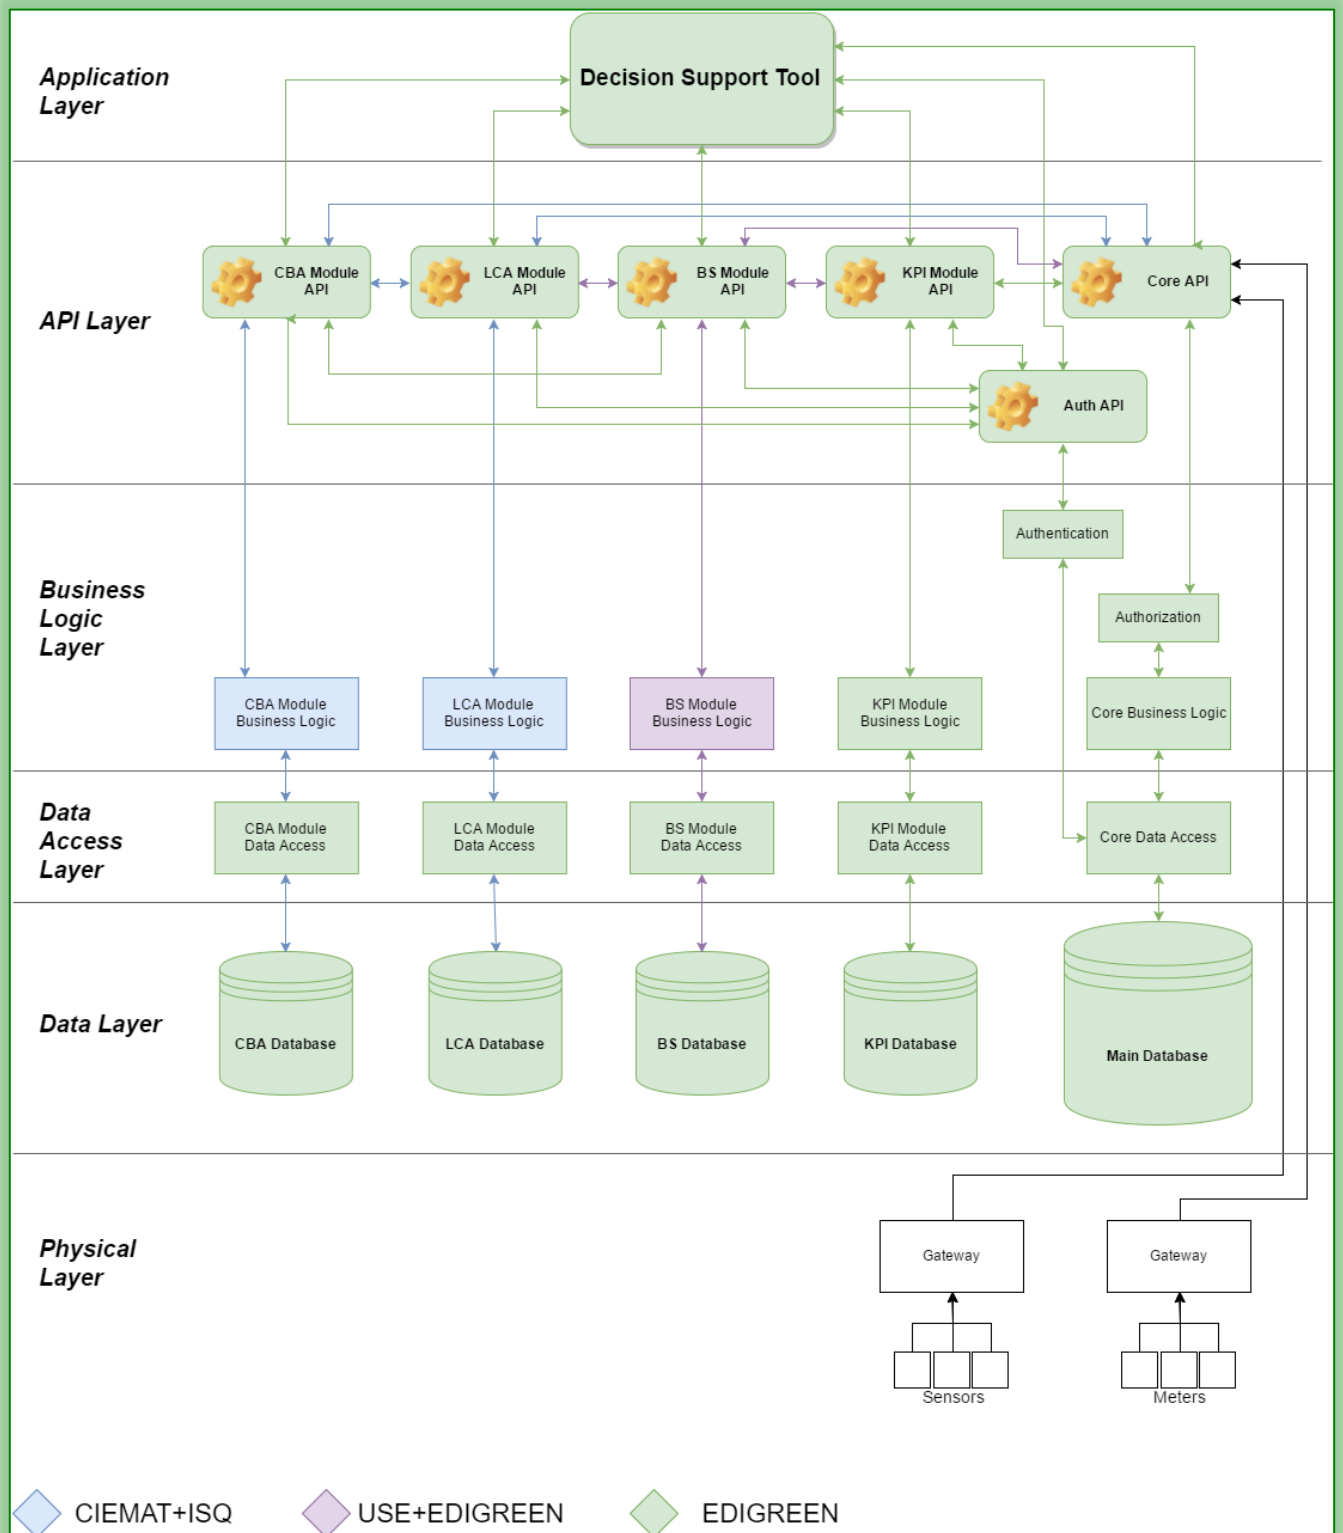 Application
Layer
Decision Support Tool
API Layer
CBA Module
API
LCA Module
API
BS Module
API
KPI Module
API
Core API
Auth API
Business
Logic
Layer
Authentication
Authorization
CBA Module
Business Logic
LCA Module
Business Logic
BS Module
Business Logic
KPI Module
Business Logic
Core Business Logic
Data
Access
Layer
CBA Module
Data Access
LCA Module
Data Access
BS Module
Data Access
KPI Module
Data Access
Core Data Access
Data Layer
CBA Database
LCA Database
BS Database
KPI Database
Main Database
Physical
Layer
Gateway
Gateway
Sensors
Meters
CIEMAT+ISQ
USE+EDIGREEN
EDIGREEN